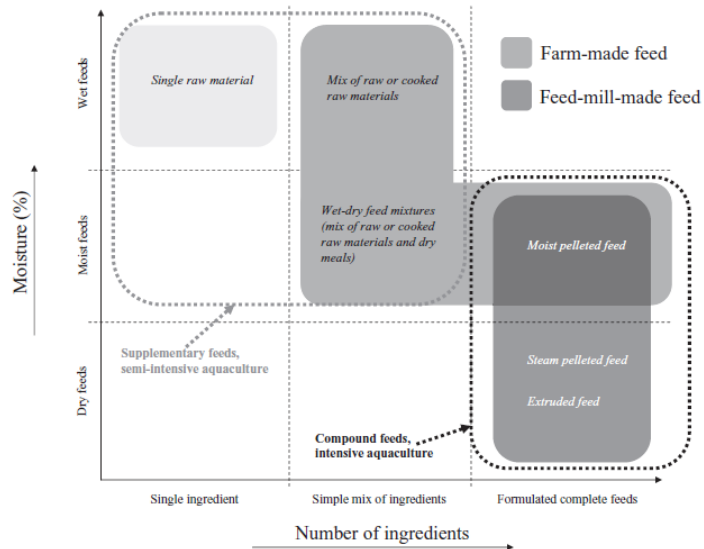 Farm-made feed
Feed-mill-made feed
Moisture (%)
Wet feeds
Moist feeds
Dry feeds
Single raw material
Mix of raw or cooked
raw materials
Wet-dry feed mixtures
(mix of raw or cooked
raw materials and dry
meals)
Moist pelleted feed
Supplementary feeds,
semi-intensive aquaculture
Steam pelleted feed
Extruded feed
Compound feeds,
intensive aquaculture
Single ingredient
Simple mix of ingredients
Formulated complete feeds
Number of ingredients